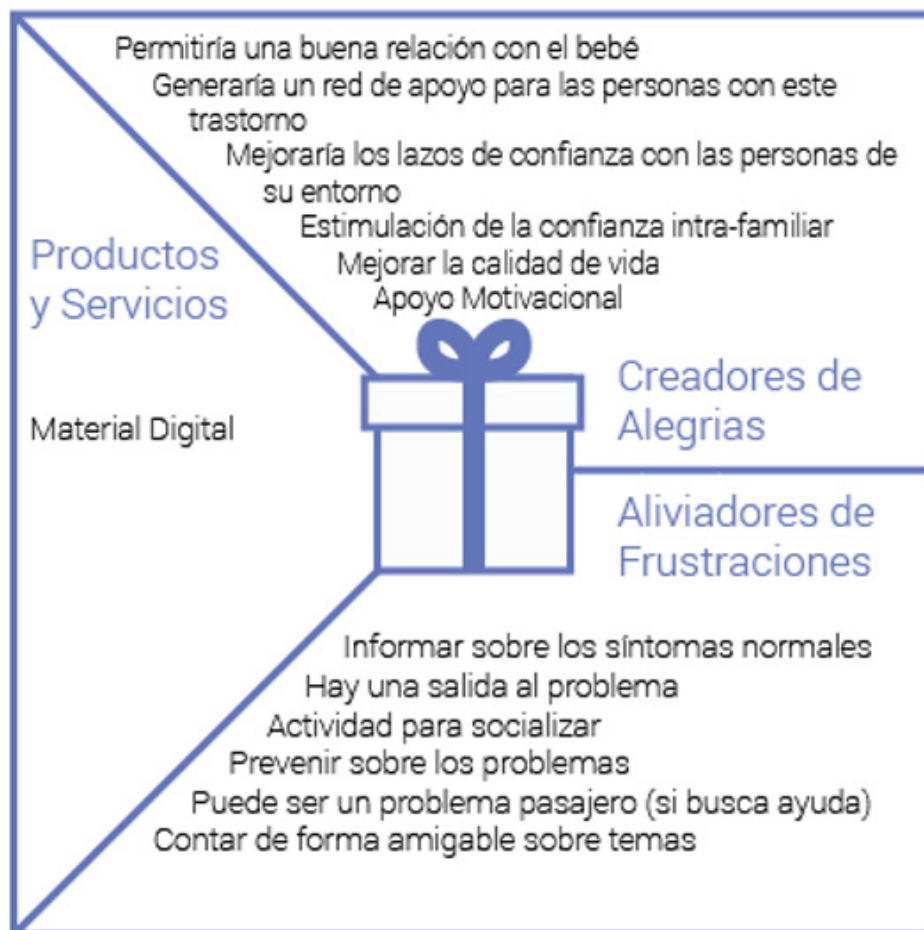 Permitiría una buena relación con el bebé
Generaría un red de apoyo para las personas con este
trastorno
Mejoraría los lazos de confianza con las personas de
su entorno
Estimulación de la confianza intra-familiar
Mejorar la calidad de vida
Apoyo Motivacional
Productos
y Servicios
Material Digital
Creadores de
Alegrias
Aliviadores de
Frustraciones
Informar sobre los síntomas normales
Hay una salida al problema
Actividad para socializar
Prevenir sobre los problemas
Puede ser un problema pasajero (si busca ayuda)
Contar de forma amigable sobre temas